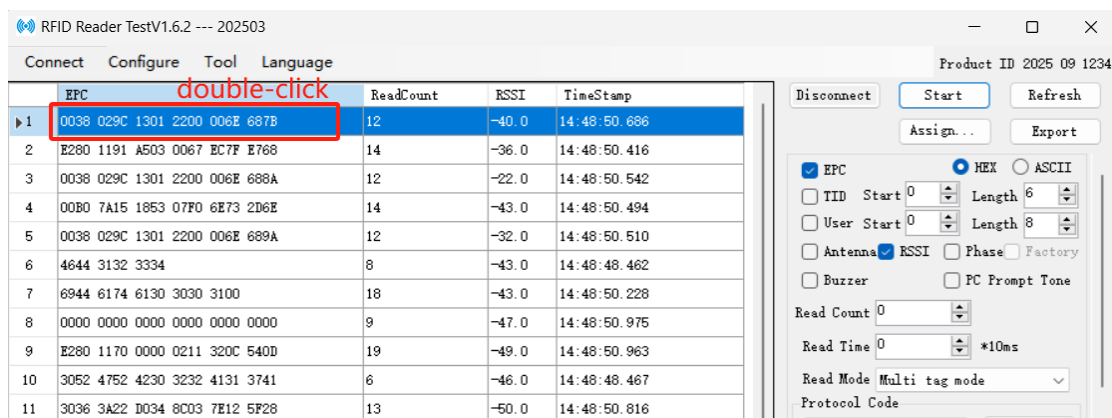 RFID Reader TestV1.6.2 --- 202503
Connect Configure Tool Language
Product ID 2025 09 1234
double-click
EPC ReadCount RSSI TimeStamp
1 0038 029C 1301 2200 006E 687B 12 -40.0 14:48:50.686
2 E280 1191 A503 0067 EC7F E768 14 -36.0 14:48:50.416
3 0038 029C 1301 2200 006E 688A 12 -22.0 14:48:50.542
4 00B0 7A15 1853 07F0 6E73 2D6E 14 -43.0 14:48:50.494
5 0038 029C 1301 2200 006E 689A 12 -32.0 14:48:50.510
6 4644 3132 3334 8 -43.0 14:48:48.462
7 6944 6174 6130 3030 3100 18 -43.0 14:48:50.228
8 0000 0000 0000 0000 0000 0000 9 -47.0 14:48:50.975
9 E280 1170 0000 0211 320C 540D 19 -49.0 14:48:50.963
10 3052 4752 4230 3232 4131 3741 6 -46.0 14:48:48.467
11 3036 3A22 D034 8C03 7E12 5F28 13 -50.0 14:48:50.816
Disconnect Start Refresh
Assign... Export
EPC HEX ASCII
TID Start 0 Length 6
User Start 0 Length 8
Antenna RSSI Phase Factory
Buzzer PC Prompt Tone
Read Count 0
Read Time 0 *10ms
Read Mode Multi tag mode
Protocol Code